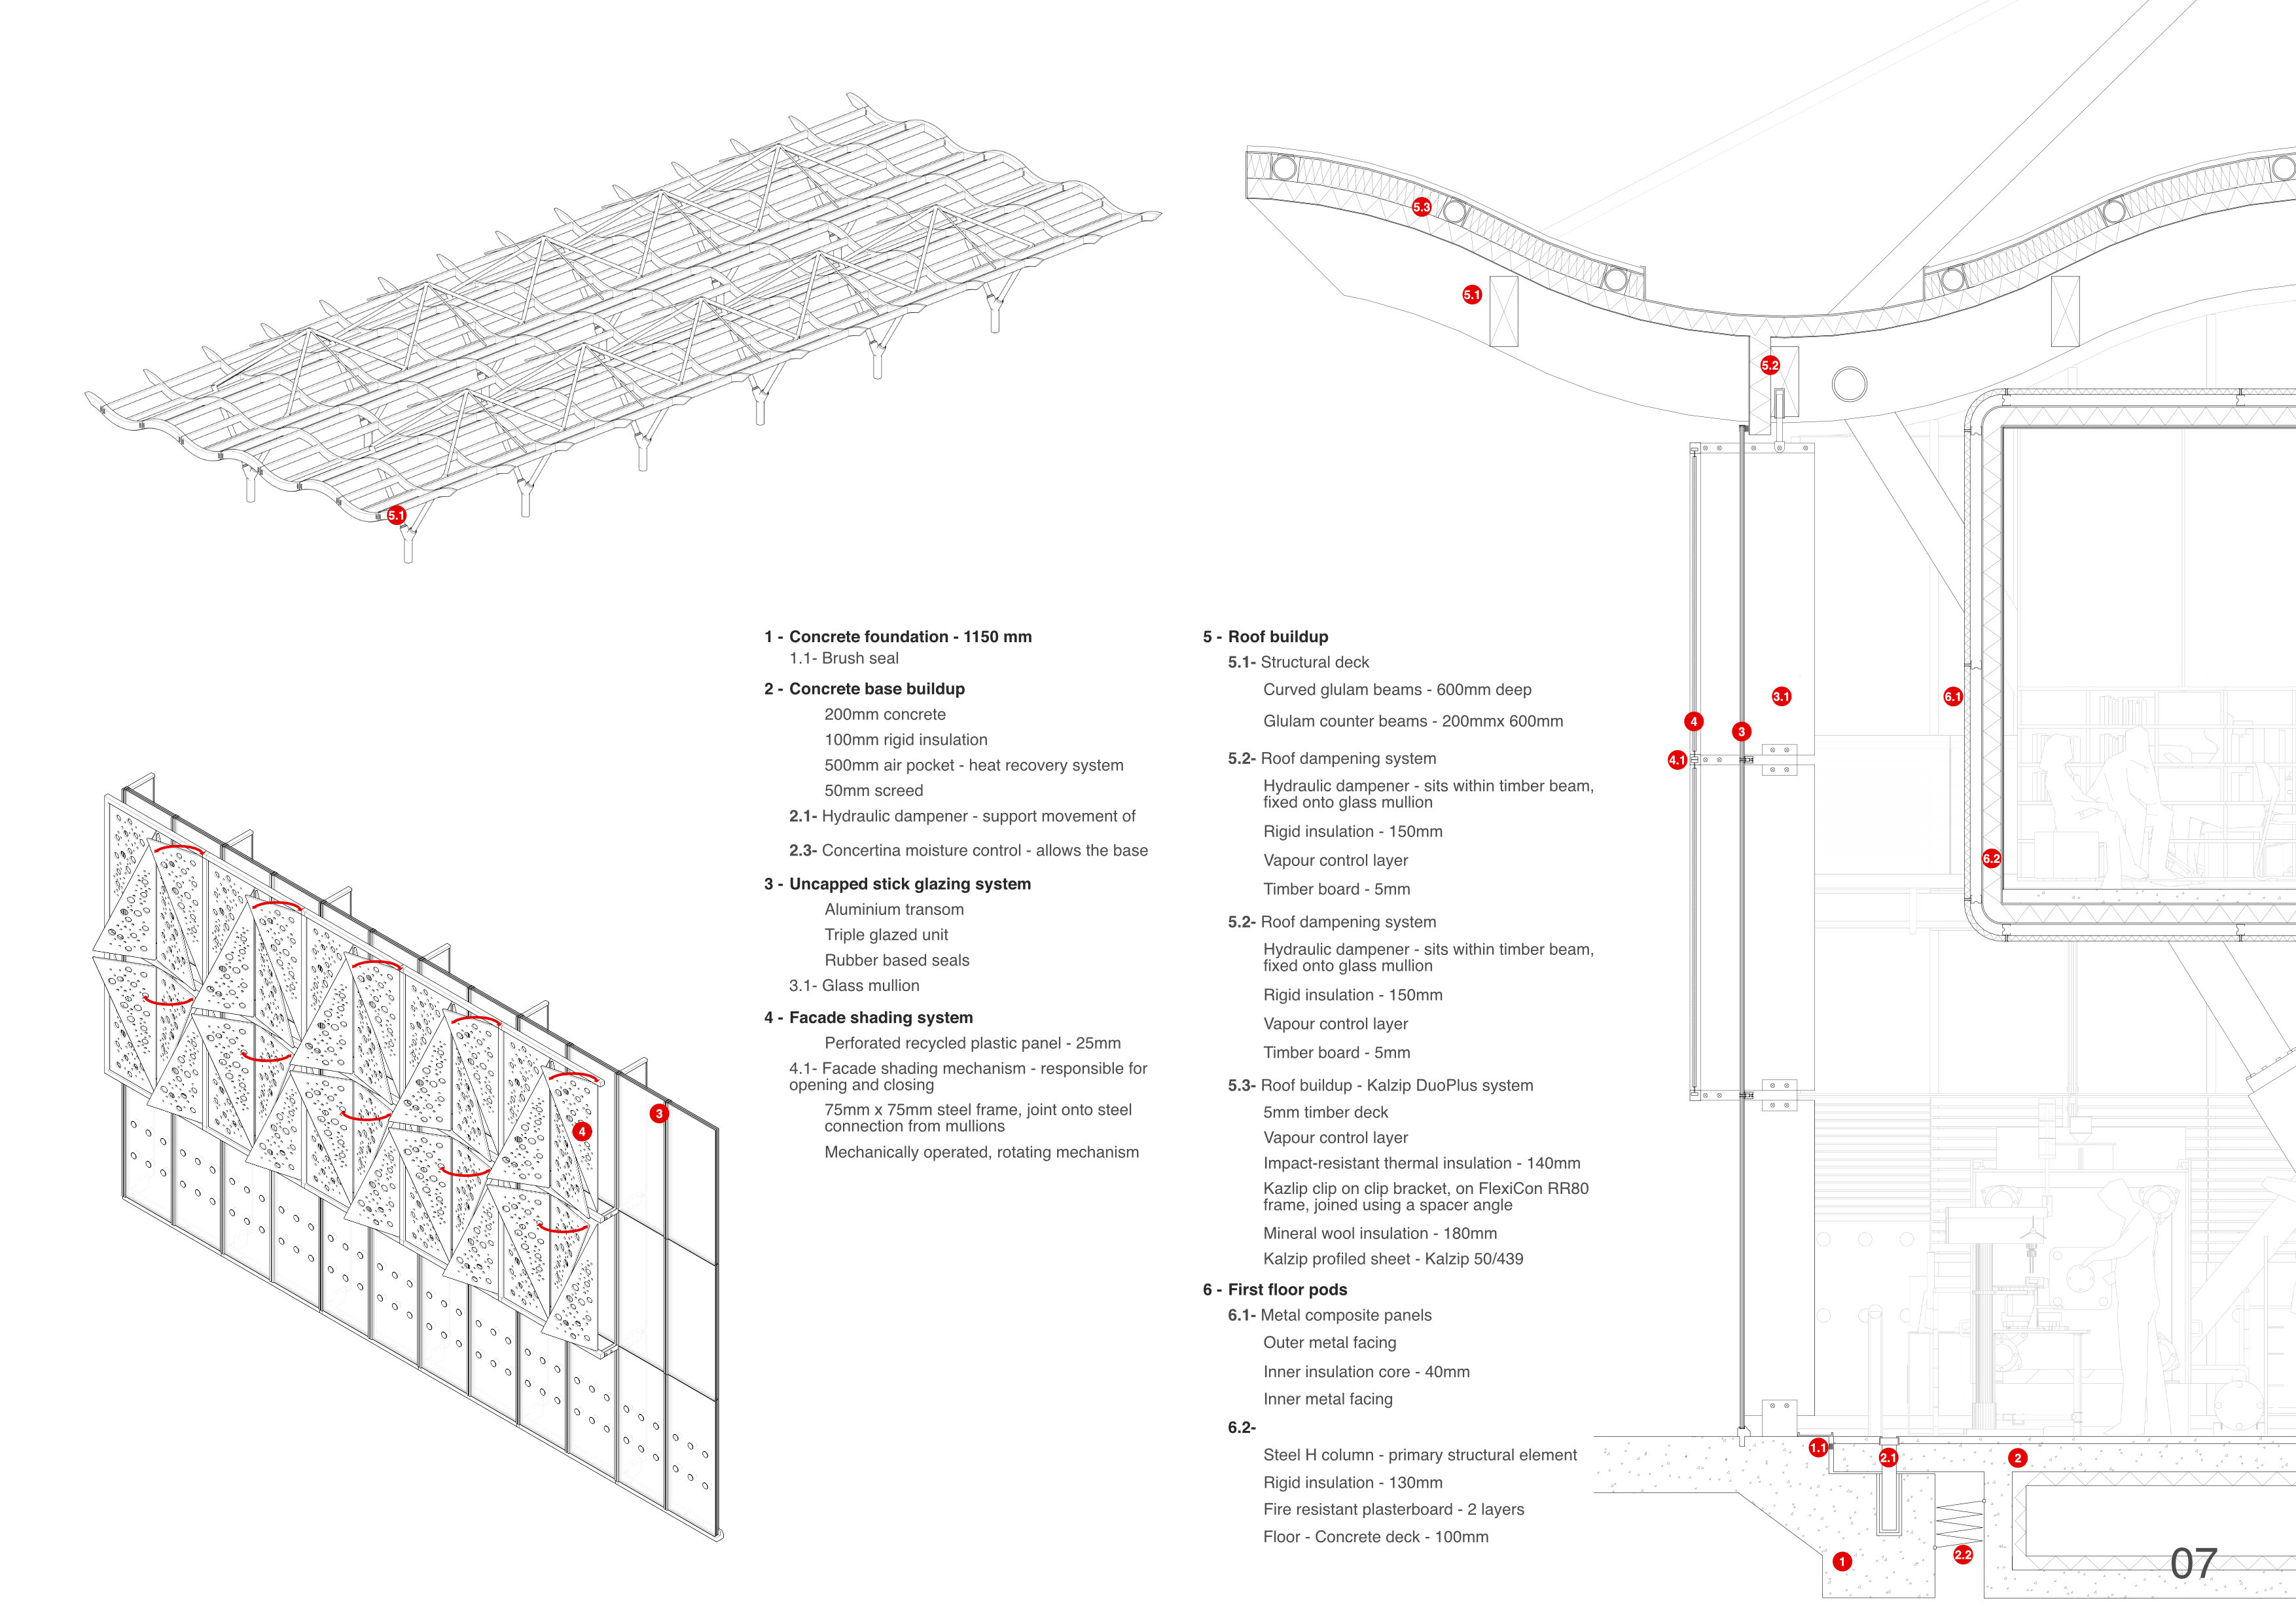 1 - Concrete foundation - 1150 mm
1.1- Brush seal
2 - Concrete base buildup
200mm concrete
100mm rigid insulation
500mm air pocket - heat recovery system
50mm screed
2.1- Hydraulic dampener - support movement of
2.3- Concertina moisture control - allows the base
3 - Uncapped stick glazing system
Aluminium transom
Triple glazed unit
Rubber based seals
3.1- Glass mullion
4 - Facade shading system
Perforated recycled plastic panel - 25mm
4.1- Facade shading mechanism - responsible for
opening and closing
75mm x 75mm steel frame, joint onto steel
connection from mullions
Mechanically operated, rotating mechanism
5 - Roof buildup
5.1- Structural deck
Curved glulam beams - 600mm deep
Glulam counter beams - 200mmx 600mm
5.2- Roof dampening system
Hydraulic dampener - sits within timber beam,
fixed onto glass mullion
Rigid insulation - 150mm
Vapour control layer
Timber board - 5mm
5.2- Roof dampening system
Hydraulic dampener - sits within timber beam,
fixed onto glass mullion
Rigid insulation - 150mm
Vapour control layer
Timber board - 5mm
5.3- Roof buildup - Kalzip DuoPlus system
5mm timber deck
Vapour control layer
Impact-resistant thermal insulation - 140mm
Kazlip clip on clip bracket, on FlexiCon RR80
frame, joined using a spacer angle
Mineral wool insulation - 180mm
Kalzip profiled sheet - Kalzip 50/439
6 - First floor pods
6.1- Metal composite panels
Outer metal facing
Inner insulation core - 40mm
Inner metal facing
6.2-
Steel H column - primary structural element
Rigid insulation - 130mm
Fire resistant plasterboard - 2 layers
Floor - Concrete deck - 100mm
5.1
3
4
5.3
5.1
5.2
3.1
6.1
4
3
4.1
6.2
1.1
2.1
2
2.2
1
07